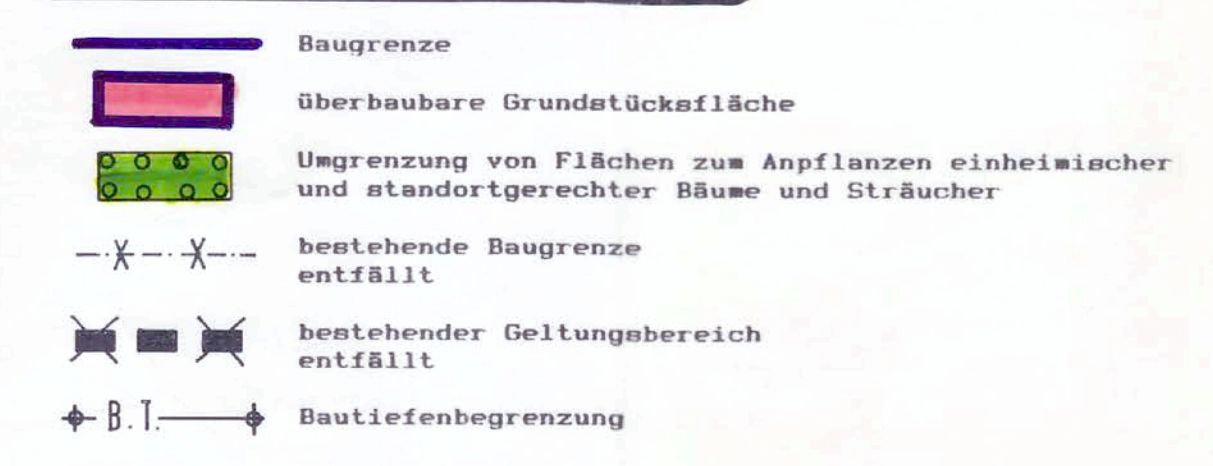 Baugrenze
überbaubare Grundstücksfläche
Umgrenzung von Flächen zum Anpflanzen einheimischer
und standortgerechter Bäume und Sträucher
bestehende Baugrenze
entfällt
bestehender Geltungsbereich
entfällt
B.T. Bautiefenbegrenzung